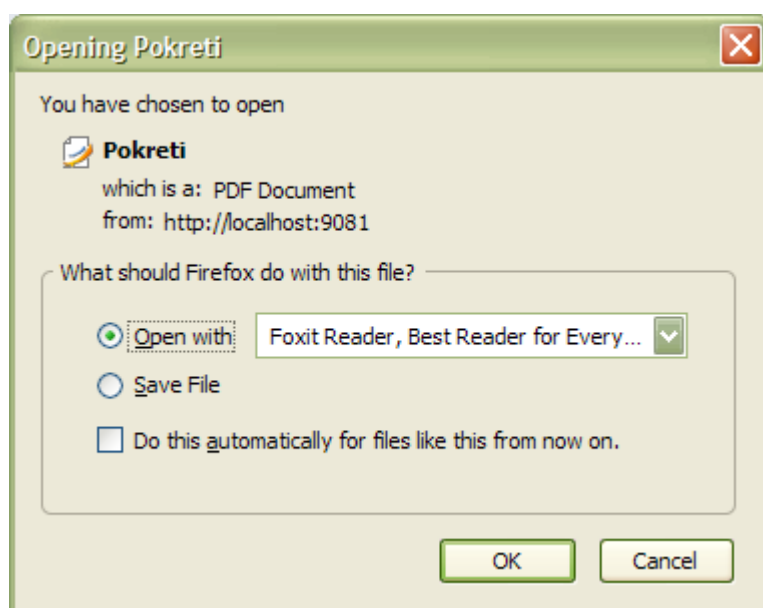 Opening Pokreti
You have chosen to open
Pokreti
which is a: PDF Document
from: http://localhost:9081
What should Firefox do with this file?
Open with Foxit Reader, Best Reader for Every...
Save File
Do this automatically for files like this from now on.
OK Cancel